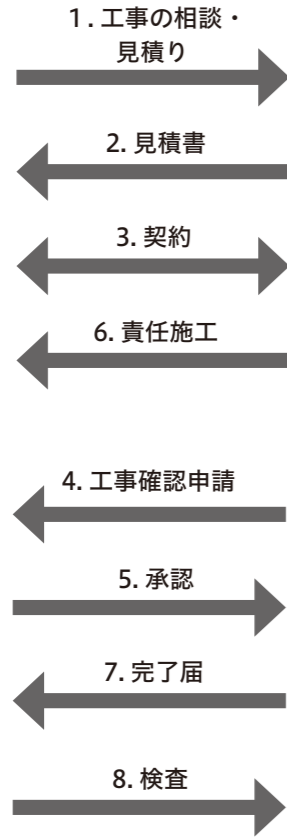 1. 工事の相談・
見積り
2. 見積書
3. 契約
6. 責任施工
4. 工事確認申請
5. 承認
7. 完了届
8. 検査